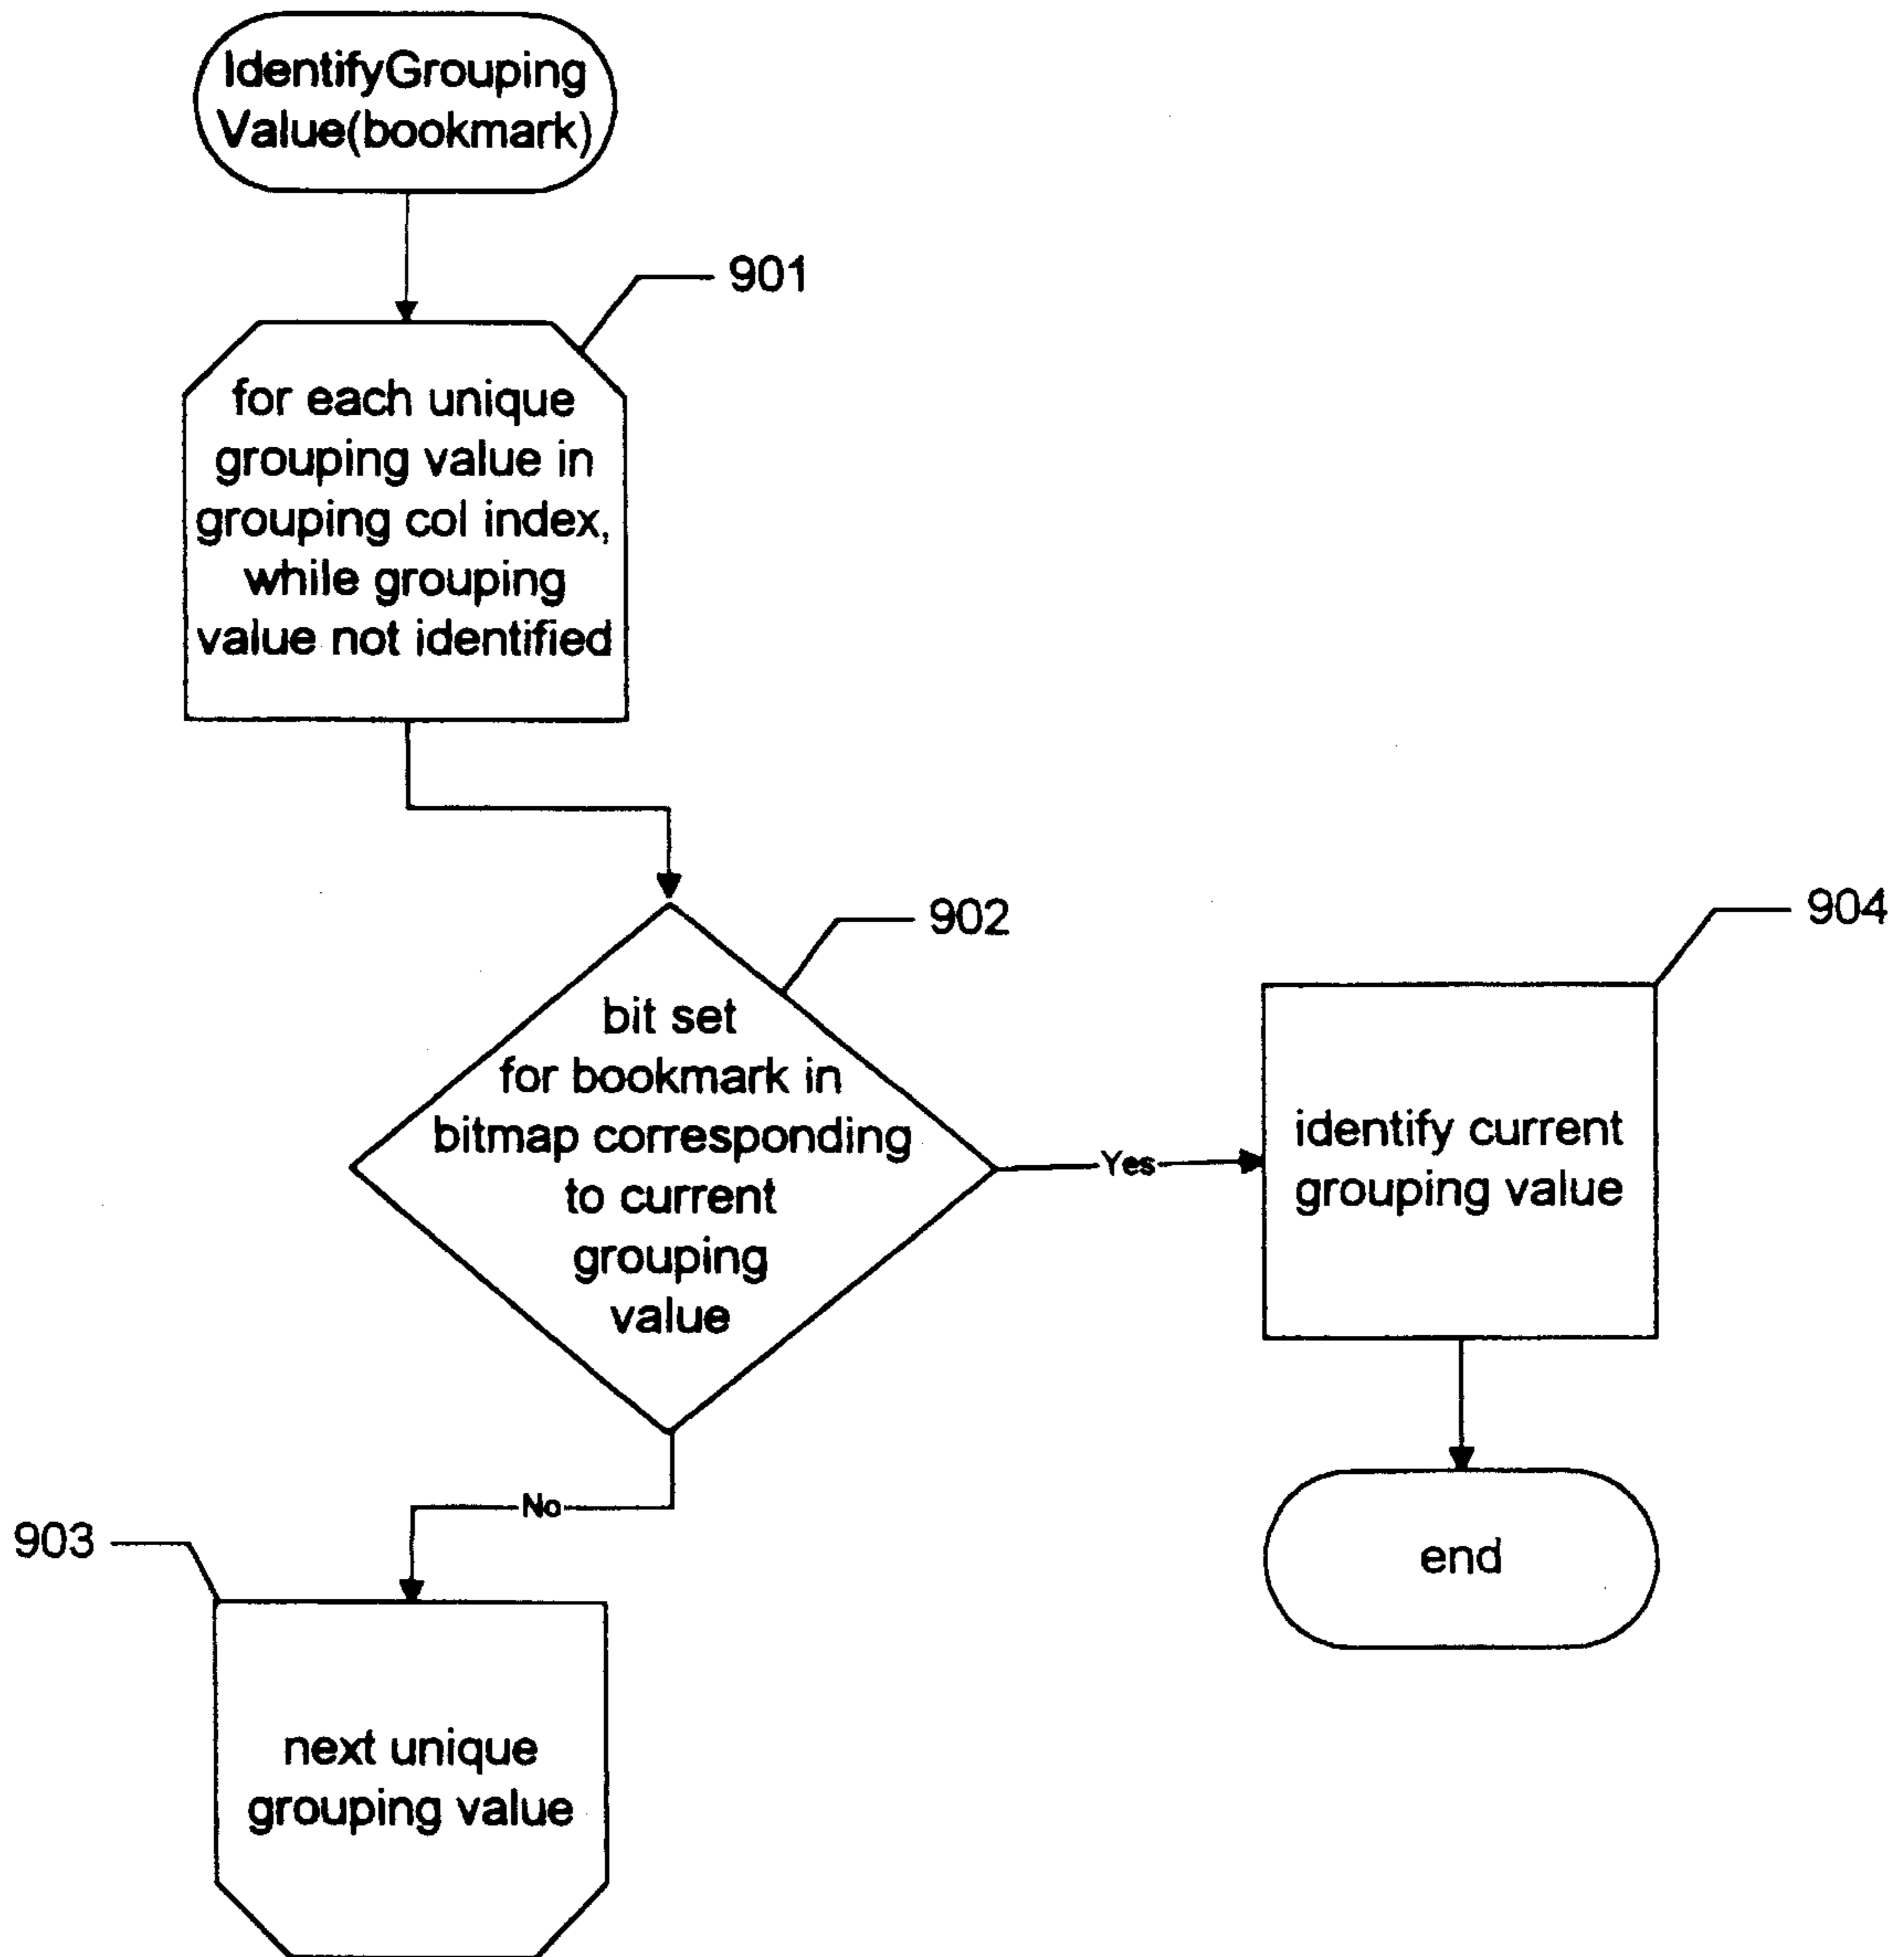 IdentifyGrouping
Value(bookmark)
901
for each unique
grouping value in
grouping col index,
while grouping
value not identified
902
904
bit set
for bookmark in
bitmap corresponding
to current
grouping
value
Yes
identify current
grouping value
No
903
end
next unique
grouping value